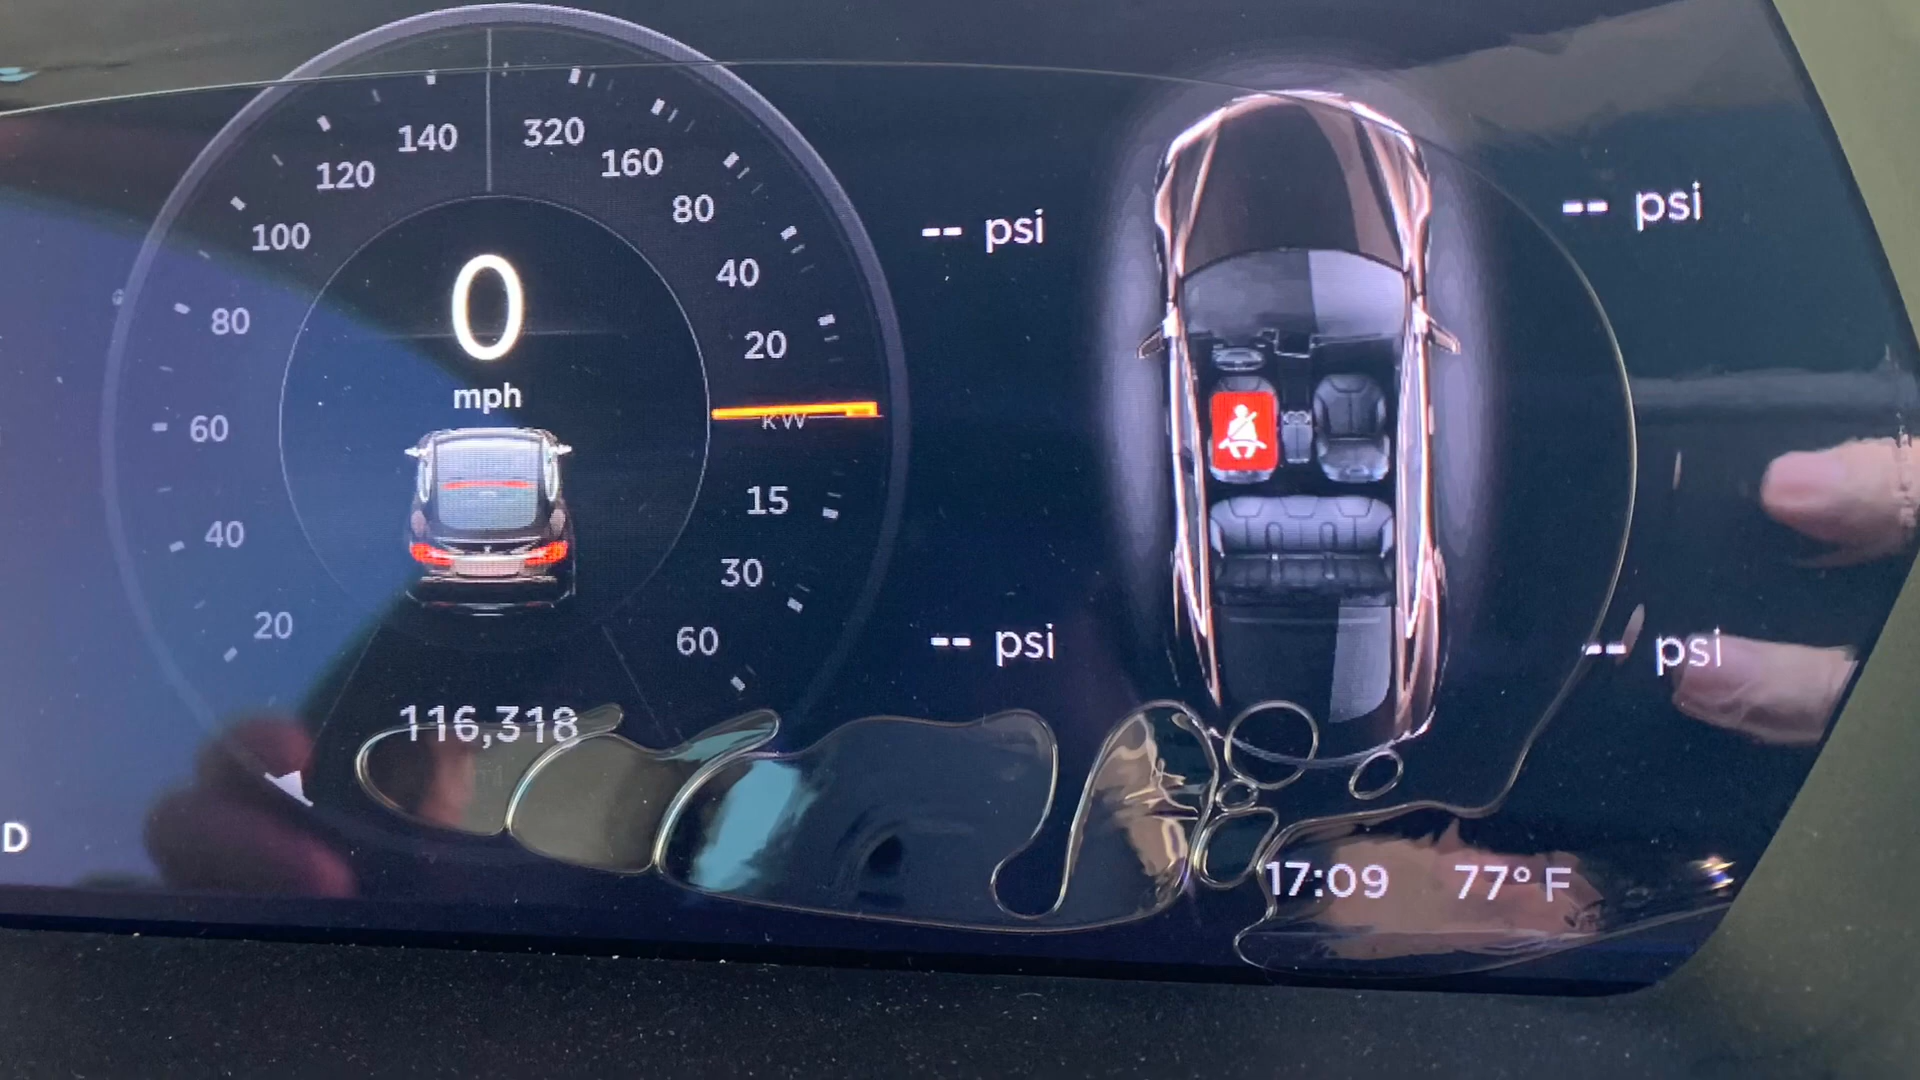 140 320
120 160
100 80
80 40
60 20
40 KW
20 15
30
60
0
mph
116,318
D
-- psi
-- psi
-- psi
-- psi
17:09 77° F